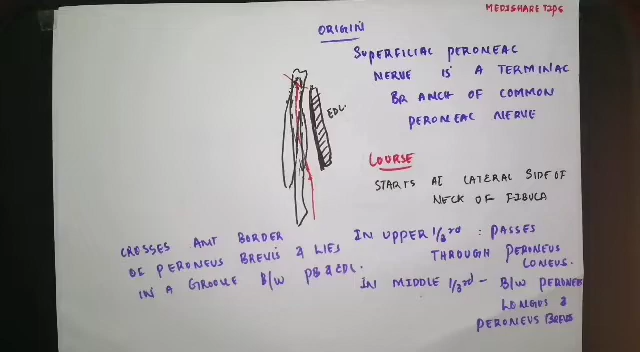 MEDISHARE TIPS
ORIGIN
SUPERFICIAL PERONEAL
NERVE IS A TERMINAL
BRANCH OF COMMON
PERONEAL NERVE
EDL
COURSE
STARTS AT LATERAL SIDE OF
NECK OF FIBULA
IN UPPER 1/3rd : PASSES
THROUGH PERONEUS
LONGUS.
IN MIDDLE 1/3rd - B/W PERONEUS
LONGUS &
PERONEUS BREVIS
CROSSES ANT BORDER
OF PERONEUS BREVIS & LIES
IN A GROOVE B/W PB & EDL